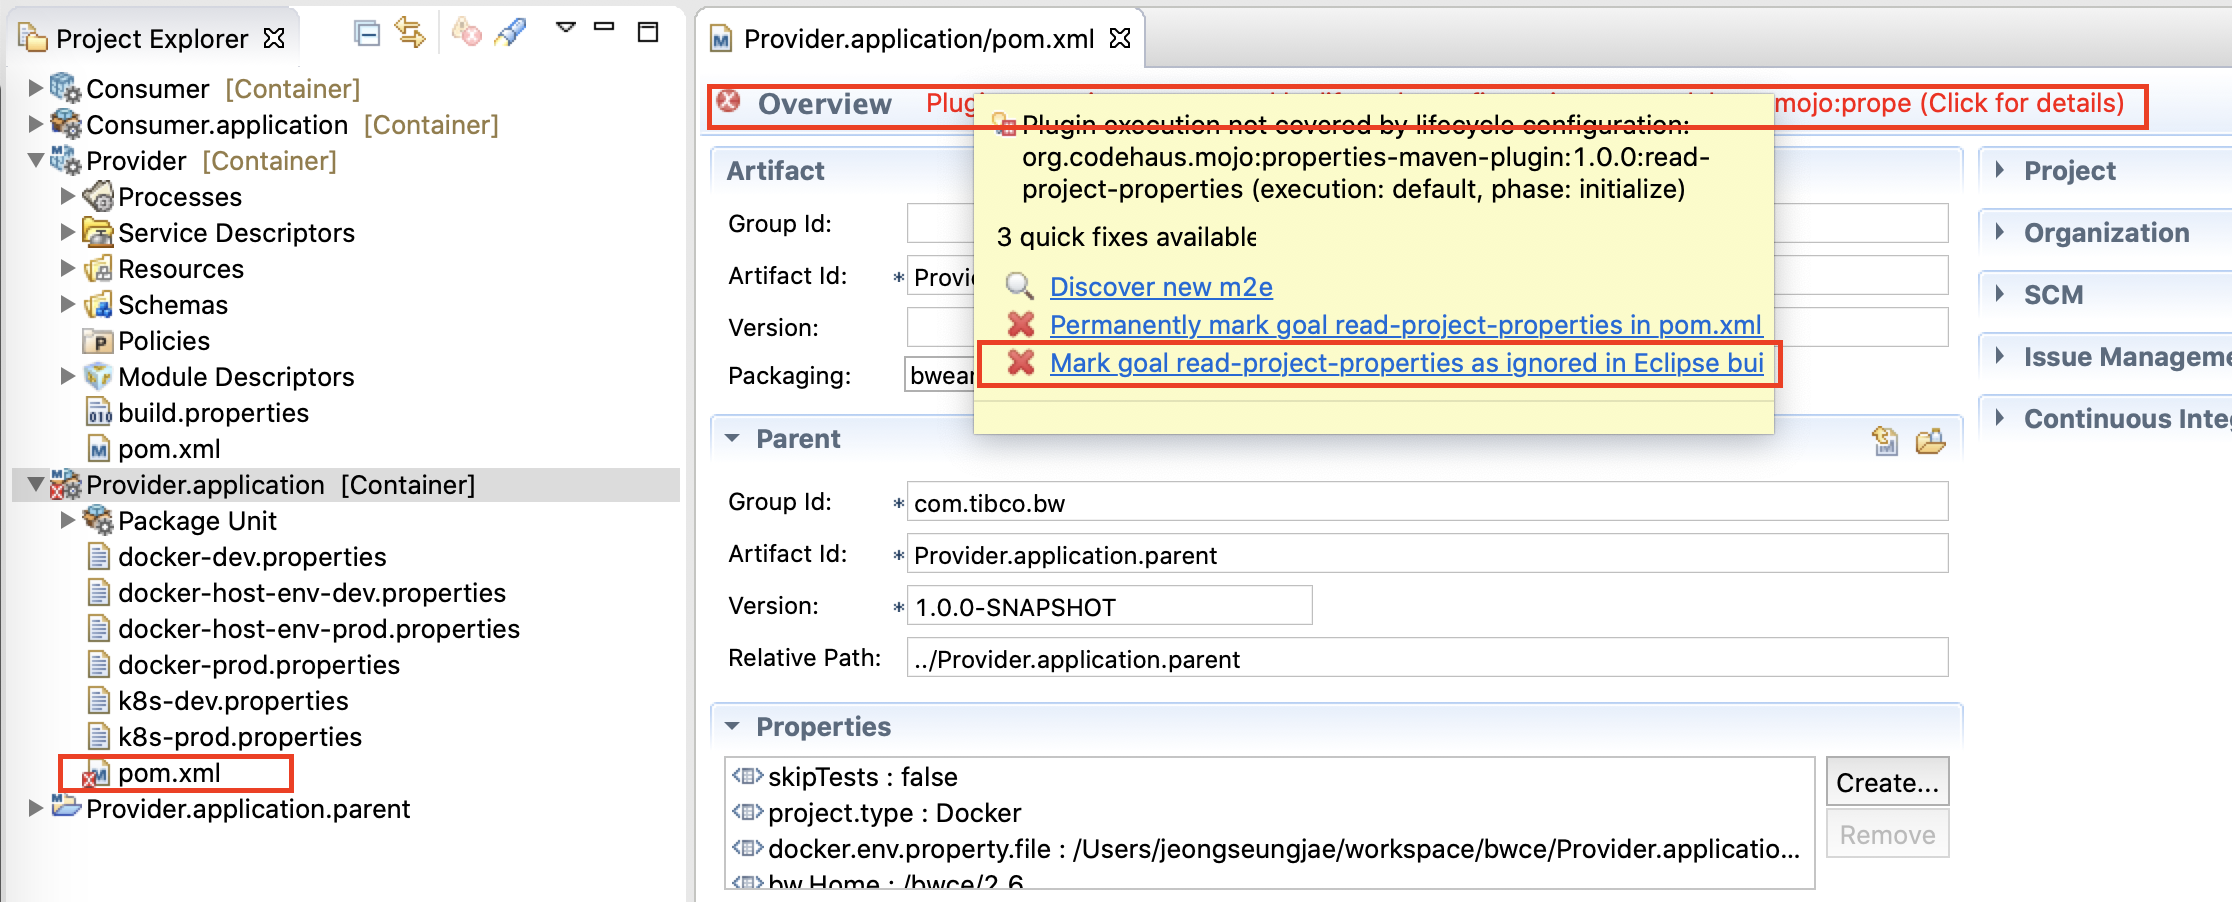 Project Explorer
Consumer [Container]
Consumer.application [Container]
Provider [Container]
Processes
Service Descriptors
Resources
Schemas
Policies
Module Descriptors
build.properties
pom.xml
Provider.application [Container]
Package Unit
docker-dev.properties
docker-host-env-dev.properties
docker-host-env-prod.properties
docker-prod.properties
k8s-dev.properties
k8s-prod.properties
pom.xml
Provider.application.parent
Provider.application/pom.xml
Overview mojo:prope (Click for details)
Plugin execution not covered by lifecycle configuration:
org.codehaus.mojo:properties-maven-plugin:1.0.0:read-
project-properties (execution: default, phase: initialize)
3 quick fixes available
Discover new m2e
Permanently mark goal read-project-properties in pom.xml
Mark goal read-project-properties as ignored in Eclipse bui
Artifact
Group Id:
Artifact Id: *
Version:
Packaging: bwear
Parent
Group Id: * com.tibco.bw
Artifact Id: * Provider.application.parent
Version: * 1.0.0-SNAPSHOT
Relative Path: ../Provider.application.parent
Properties
skipTests : false
project.type : Docker
docker.env.property.file : /Users/jeongseungjae/workspace/bwce/Provider.applicatio...
bw.Home : /bwce/2.6
Create...
Remove
Project
Organization
SCM
Issue Manageme
Continuous Integ